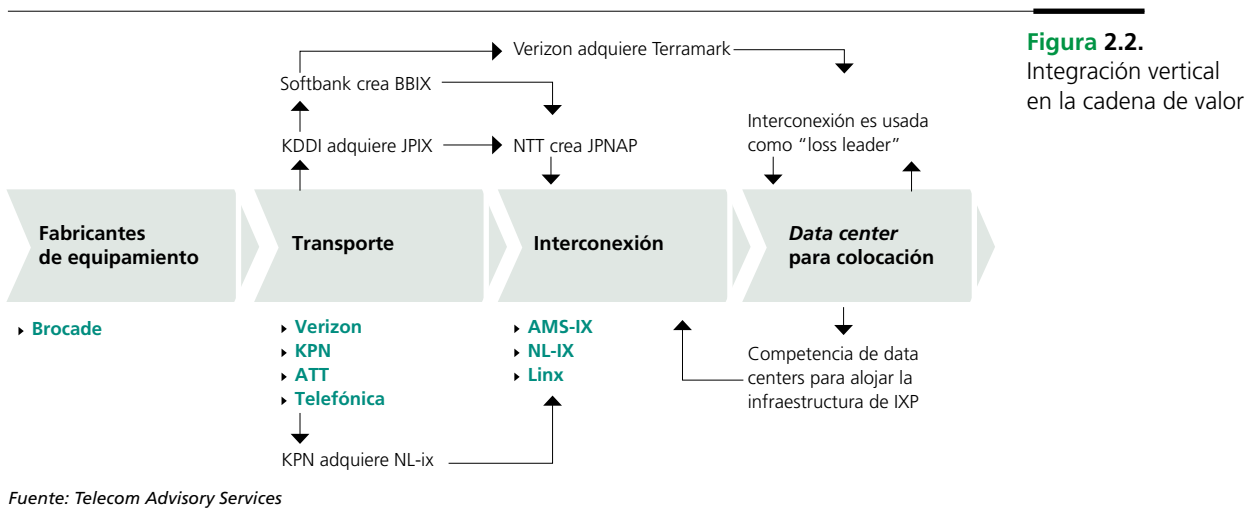 Figura 2.2.
Integración vertical
en la cadena de valor
Verizon adquiere Terramark
Softbank crea BBIX
KDDI adquiere JPIX
NTT crea JPNAP
Interconexión es usada
como “loss leader”
Fabricantes
de equipamiento
Transporte
Interconexión
Data center
para colocación
Brocade
Verizon
KPN
ATT
Telefónica
AMS-IX
NL-IX
Linx
Competencia de data
centers para alojar la
infraestructura de IXP
KPN adquiere NL-ix
Fuente: Telecom Advisory Services